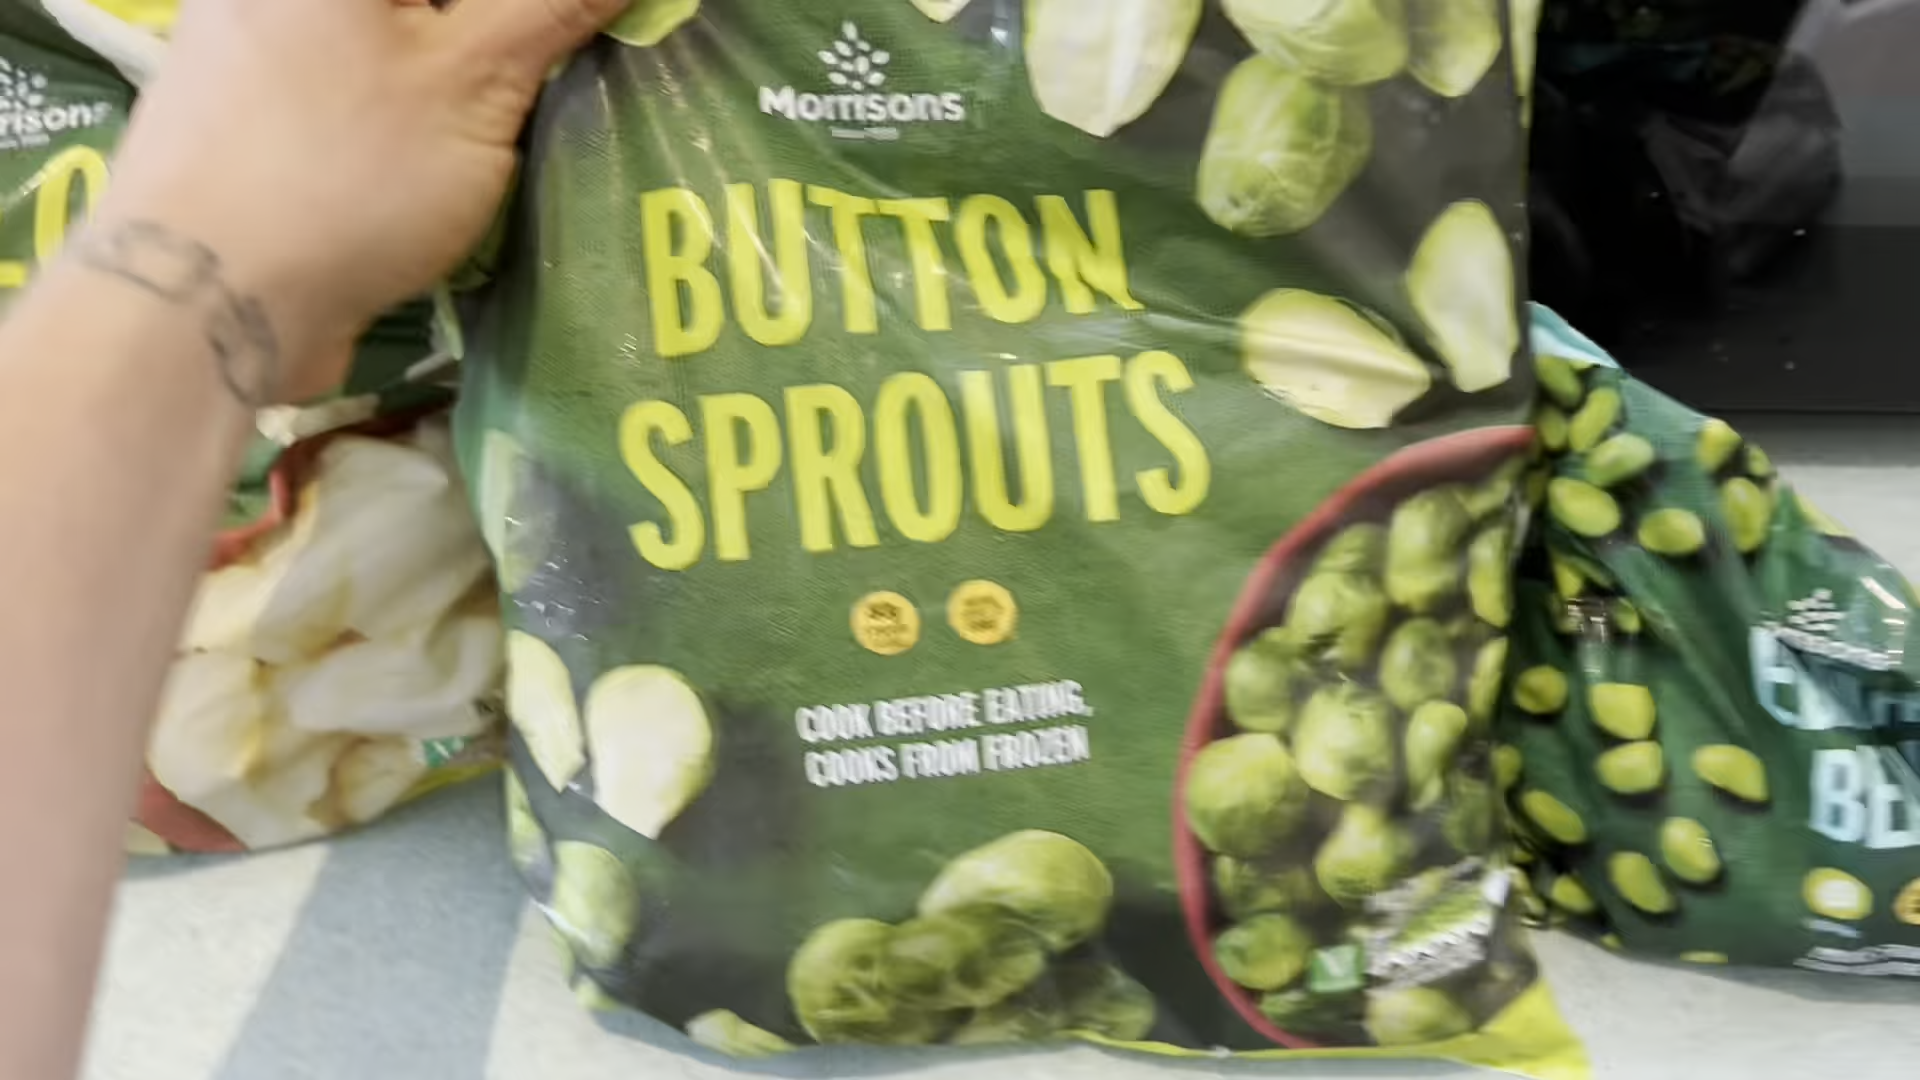 Morrisons
BUTTON
SPROUTS
COOK BEFORE EATING,
COOKS FROM FROZEN